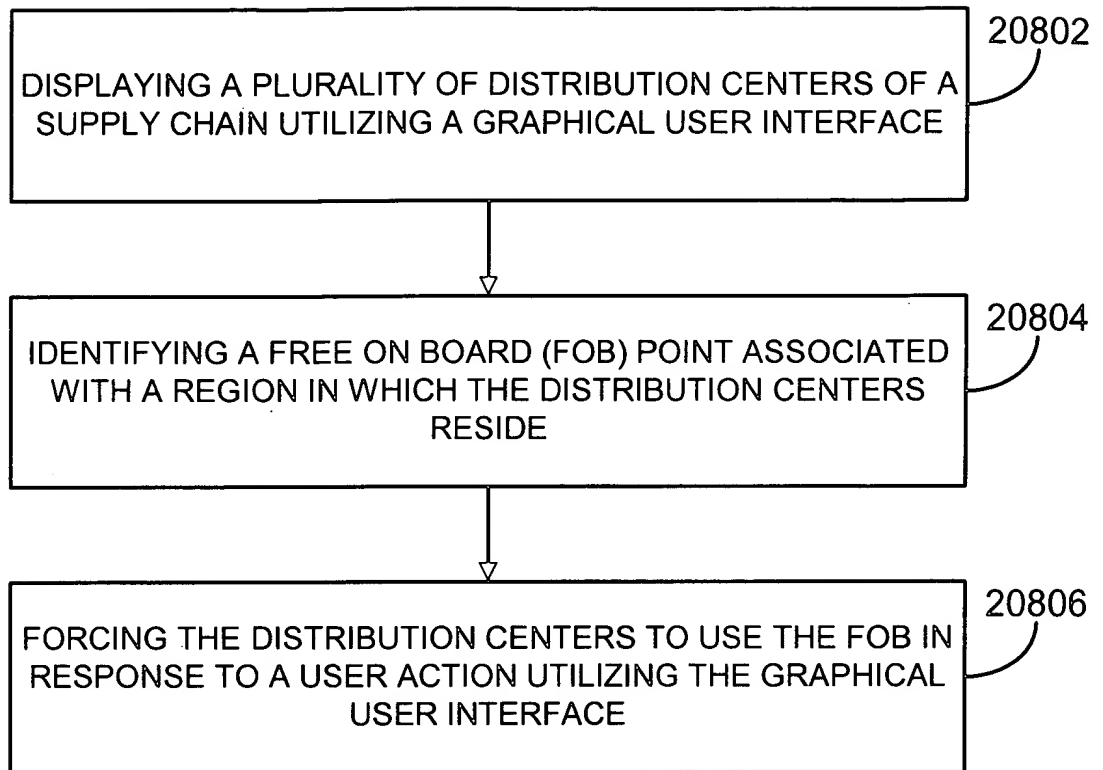 20802
DISPLAYING A PLURALITY OF DISTRIBUTION CENTERS OF A
SUPPLY CHAIN UTILIZING A GRAPHICAL USER INTERFACE
20804
IDENTIFYING A FREE ON BOARD (FOB) POINT ASSOCIATED
WITH A REGION IN WHICH THE DISTRIBUTION CENTERS
RESIDE
20806
FORCING THE DISTRIBUTION CENTERS TO USE THE FOB IN
RESPONSE TO A USER ACTION UTILIZING THE GRAPHICAL
USER INTERFACE